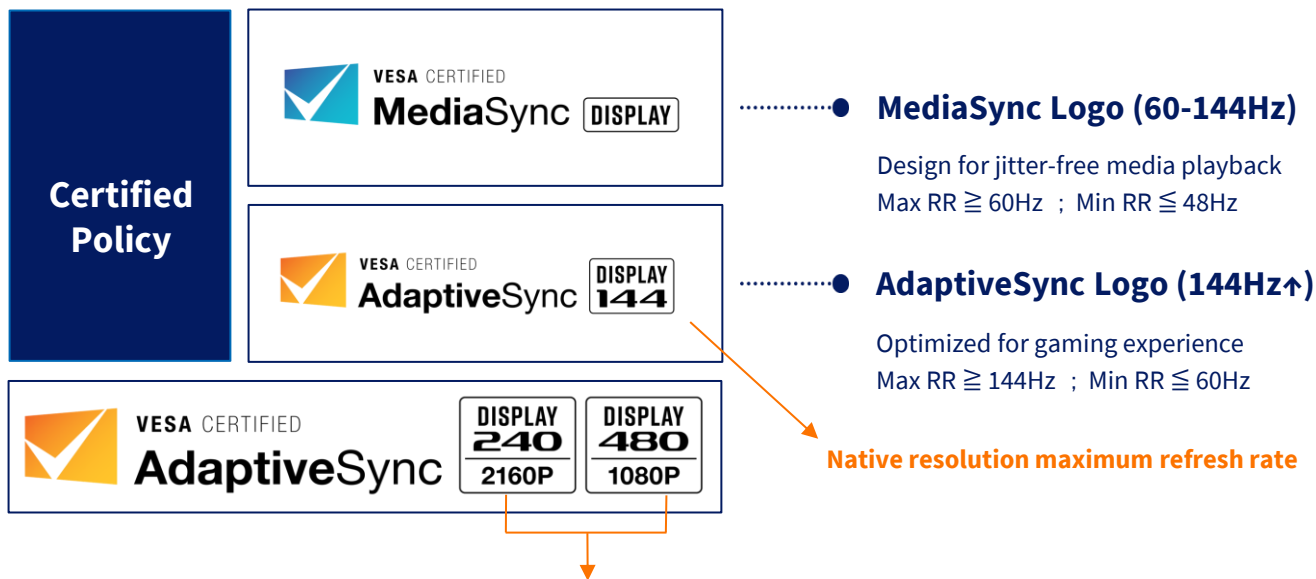 Certified
Policy
VESA CERTIFIED
MediaSync DISPLAY
MediaSync Logo (60-144Hz)
Design for jitter-free media playback
Max RR ≧ 60Hz ; Min RR ≦ 48Hz
VESA CERTIFIED
AdaptiveSync DISPLAY
144
AdaptiveSync Logo (144Hz↑)
Optimized for gaming experience
Max RR ≧ 144Hz ; Min RR ≦ 60Hz
VESA CERTIFIED
AdaptiveSync
DISPLAY
240
2160P
DISPLAY
480
1080P
Native resolution maximum refresh rate